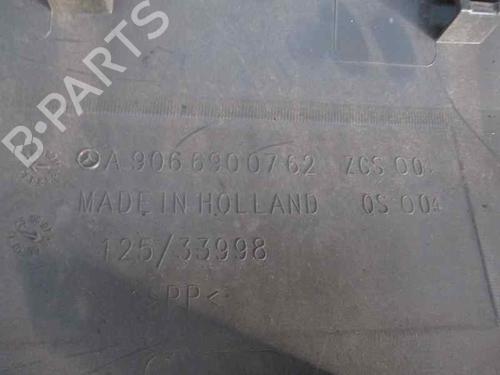 B-PARTS
A 906 690 07 62 ZGS 00
MADE IN HOLLAND QS 004
125/33998
>PP<